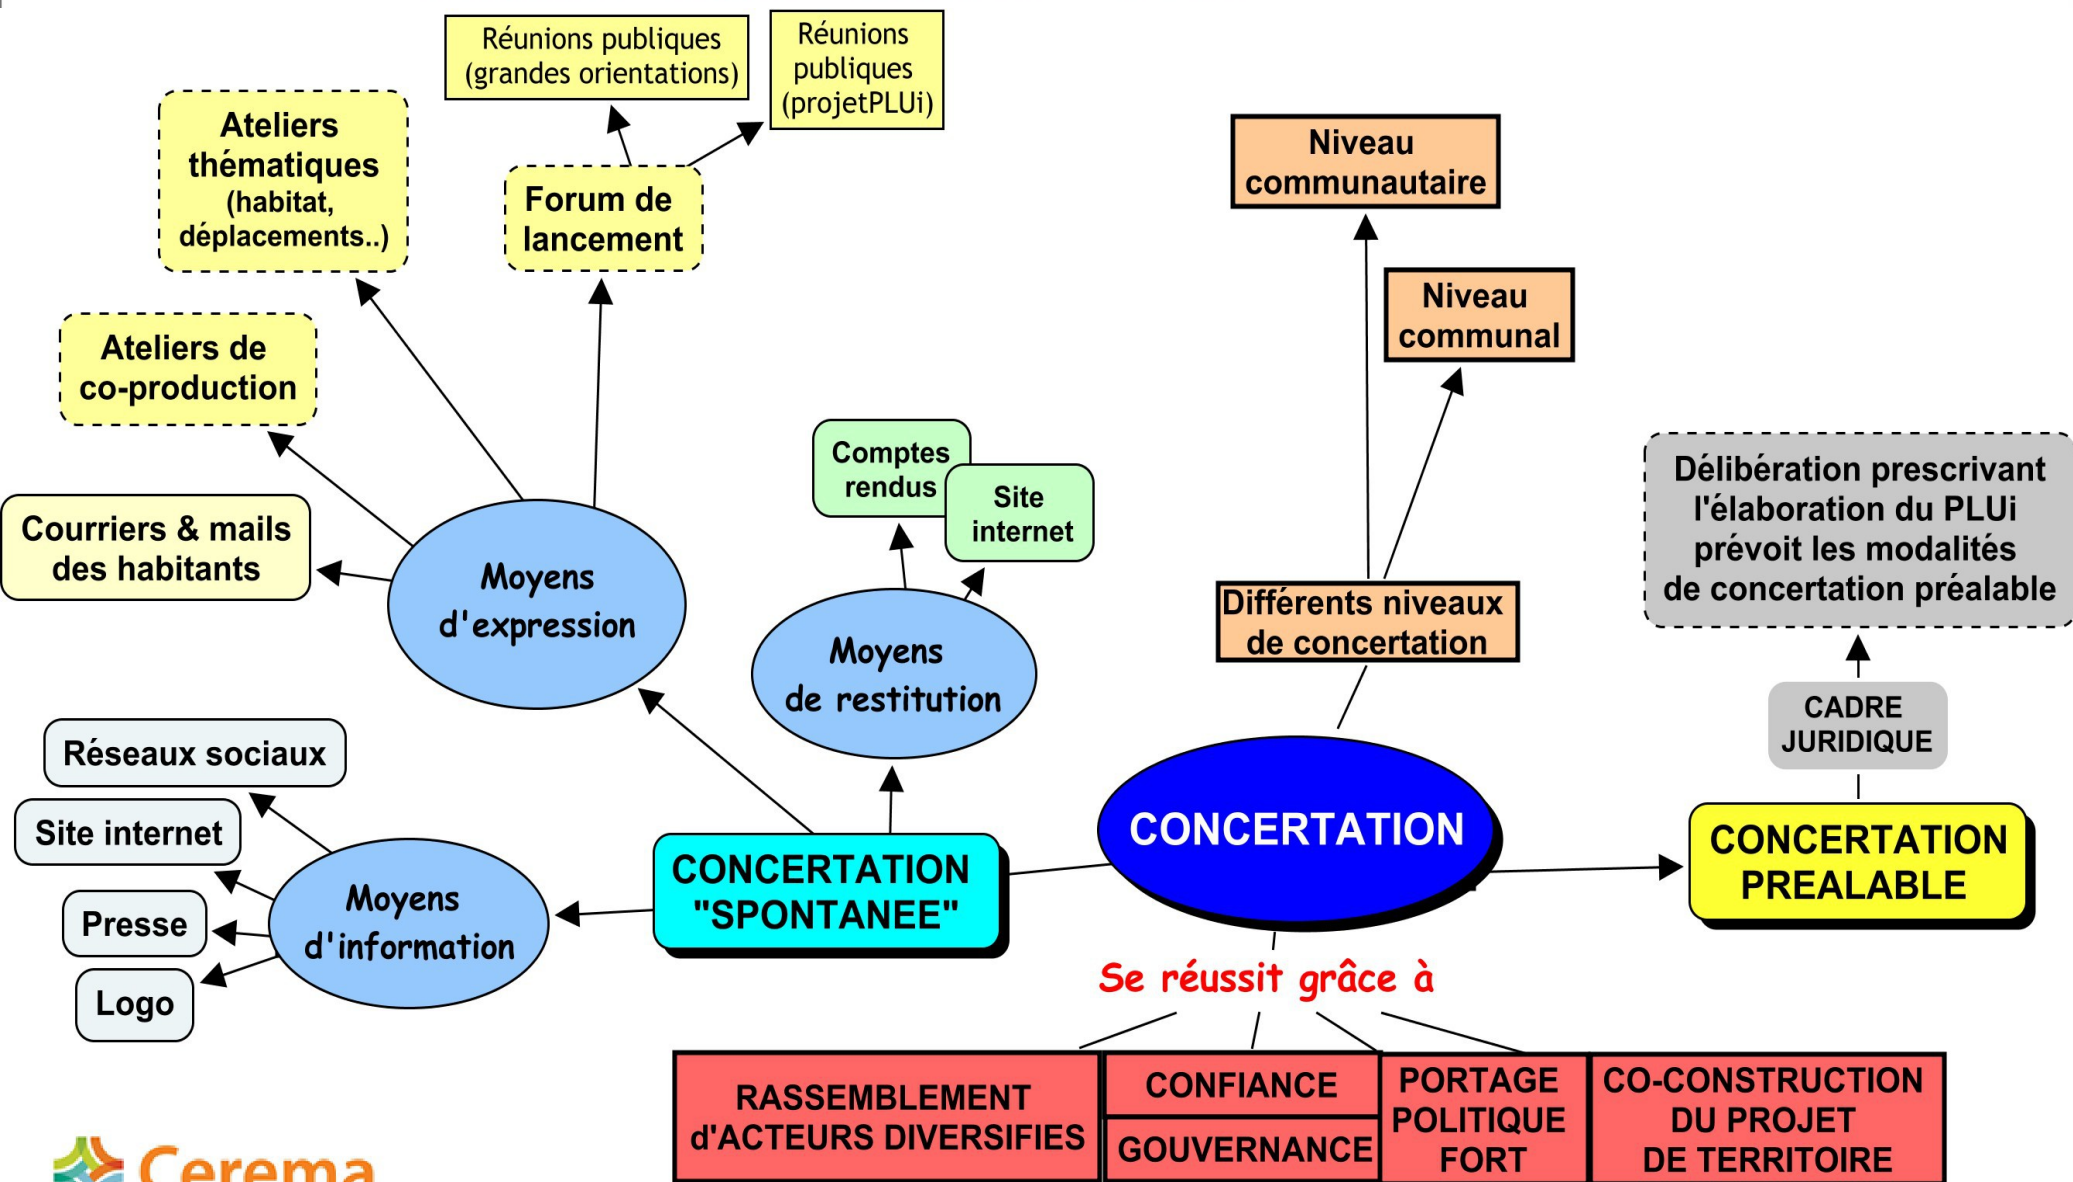 Réunions publiques
(grandes orientations)
Réunions
publiques
(projetPLUi)
Ateliers
thématiques
(habitat,
déplacements..)
Forum de
lancement
Niveau
communautaire
Niveau
communal
Ateliers de
co-production
Comptes
rendus
Site
internet
Délibération prescrivant
l'élaboration du PLUi
prévoit les modalités
de concertation préalable
Courriers & mails
des habitants
Moyens
d'expression
Moyens
de restitution
Différents niveaux
de concertation
CADRE
JURIDIQUE
Réseaux sociaux
Site internet
Presse
Logo
Moyens
d'information
CONCERTATION
"SPONTANEE"
CONCERTATION
CONCERTATION
PREALABLE
Se réussit grâce à
RASSEMBLEMENT
d'ACTEURS DIVERSIFIES
CONFIANCE
GOUVERNANCE
PORTAGE
POLITIQUE
FORT
CO-CONSTRUCTION
DU PROJET
DE TERRITOIRE
Cerema